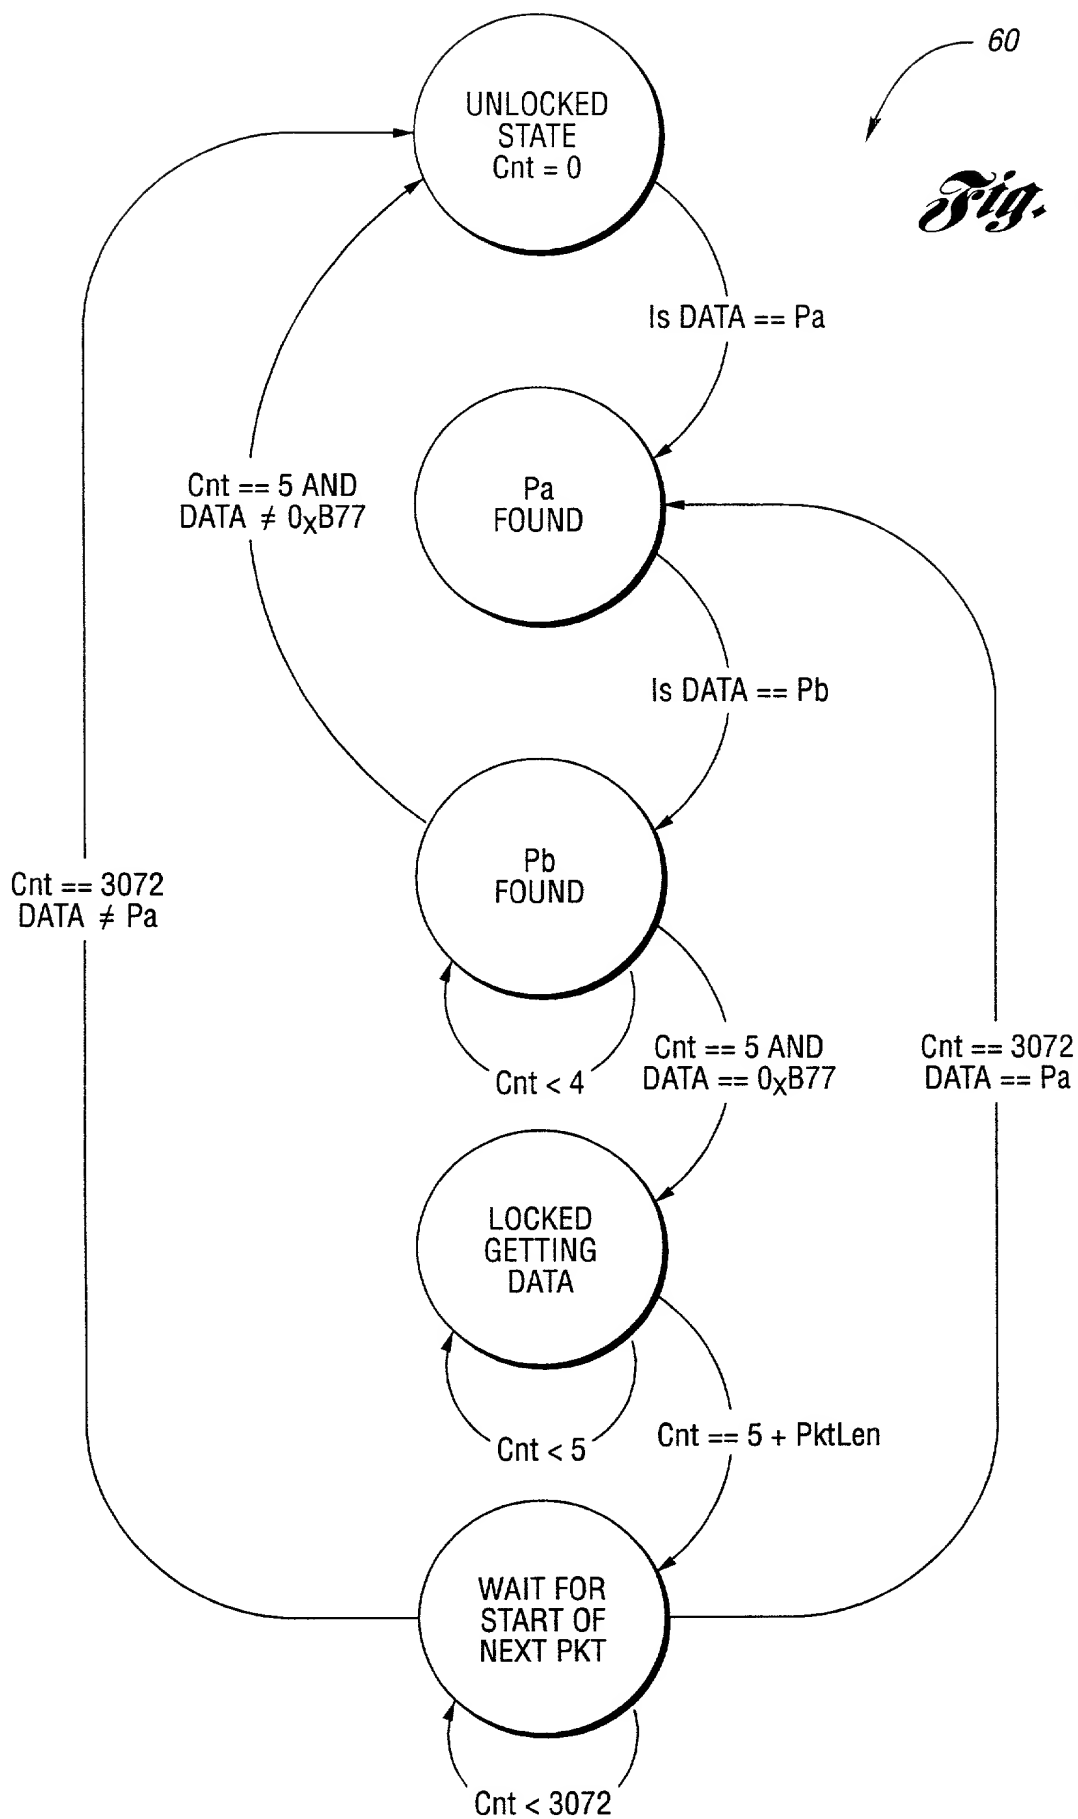 60
UNLOCKED
STATE
Cnt = 0
Fig.
Is DATA == Pa
Pa
FOUND
Cnt == 5 AND
DATA ≠ 0xB77
Is DATA == Pb
Pb
FOUND
Cnt == 3072
DATA ≠ Pa
Cnt < 4
Cnt == 5 AND
DATA == 0xB77
Cnt == 3072
DATA == Pa
LOCKED
GETTING
DATA
Cnt < 5
Cnt == 5 + PktLen
WAIT FOR
START OF
NEXT PKT
Cnt < 3072